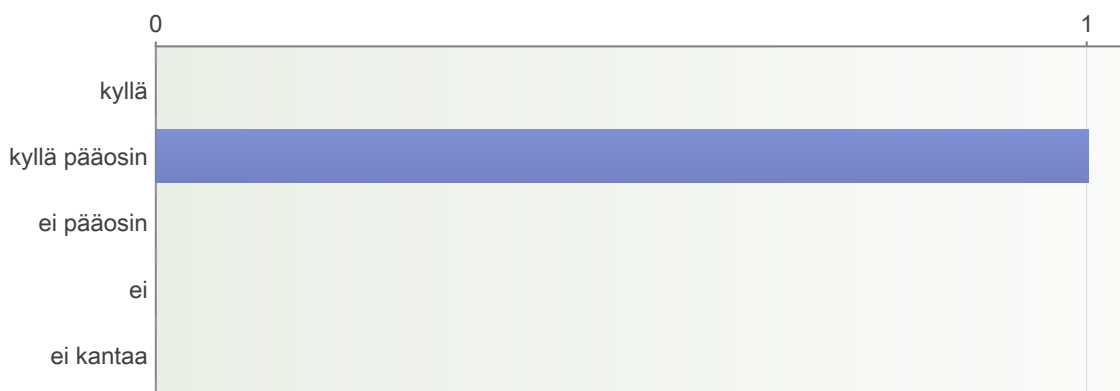 0 1
kyllä
kyllä pääosin
ei pääosin
ei
ei kantaa